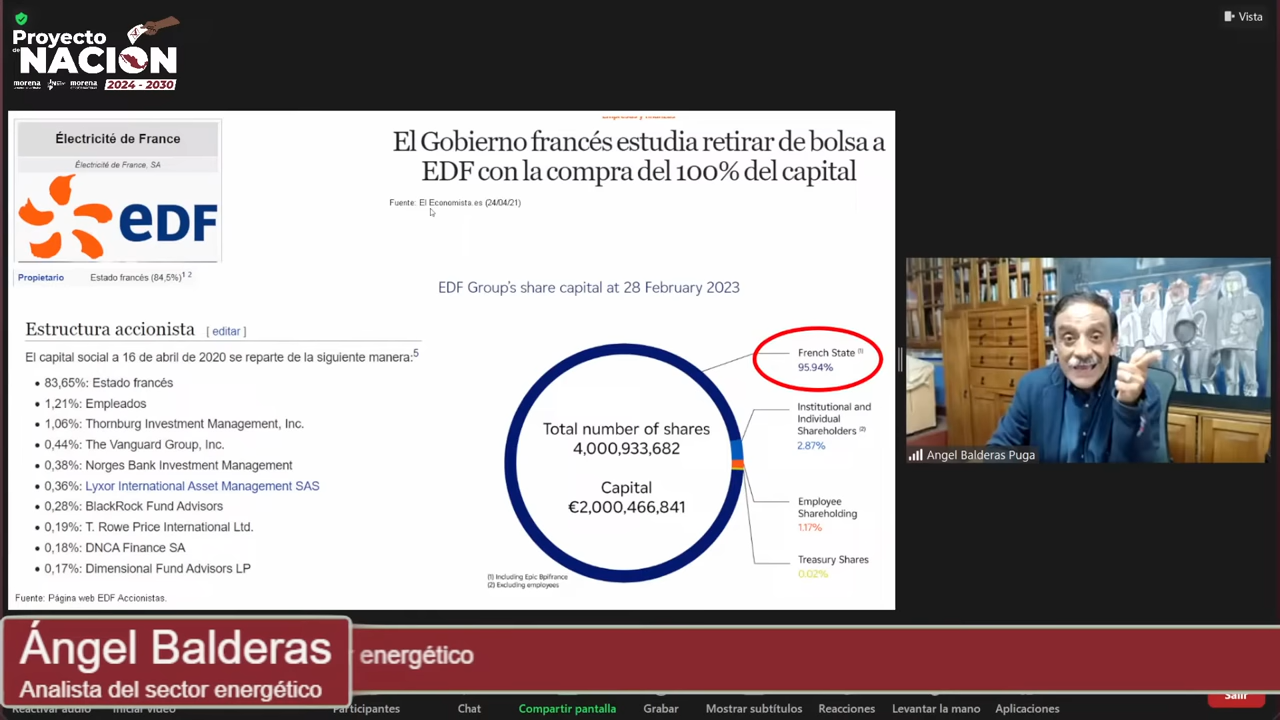 Vista
Proyecto
de
NACIÓN
morena
morena
2024 - 2030
Électricité de France
Électricité de France, SA
eDF
Propietario Estado francés (84,5%)1 2
El Gobierno francés estudia retirar de bolsa a
EDF con la compra del 100% del capital
Fuente: El Economista.es (24/04/21)
Estructura accionista [ editar ]
El capital social a 16 de abril de 2020 se reparte de la siguiente manera:5
• 83,65%: Estado francés
• 1,21%: Empleados
• 1,06%: Thornburg Investment Management, Inc.
• 0,44%: The Vanguard Group, Inc.
• 0,38%: Norges Bank Investment Management
• 0,36%: Lyxor International Asset Management SAS
• 0,28%: BlackRock Fund Advisors
• 0,19%: T. Rowe Price International Ltd.
• 0,18%: DNCA Finance SA
• 0,17%: Dimensional Fund Advisors LP
Fuente: Página web EDF Accionistas.
EDF Group's share capital at 28 February 2023
Total number of shares
4,000,933,682
Capital
€2,000,466,841
French State (1)
95.94%
Institutional and
Individual
Shareholders (2)
2.87%
Employee
Shareholding
1.17%
Treasury Shares
0.02%
(1) Including Epic Bpifrance
(2) Excluding employees
Angel Balderas Puga
Ángel Balderas
Analista del sector energético
energético
Reactivar audio Iniciar video Participantes Chat Compartir pantalla Grabar Mostrar subtítulos Reacciones Levantar la mano Aplicaciones Salir